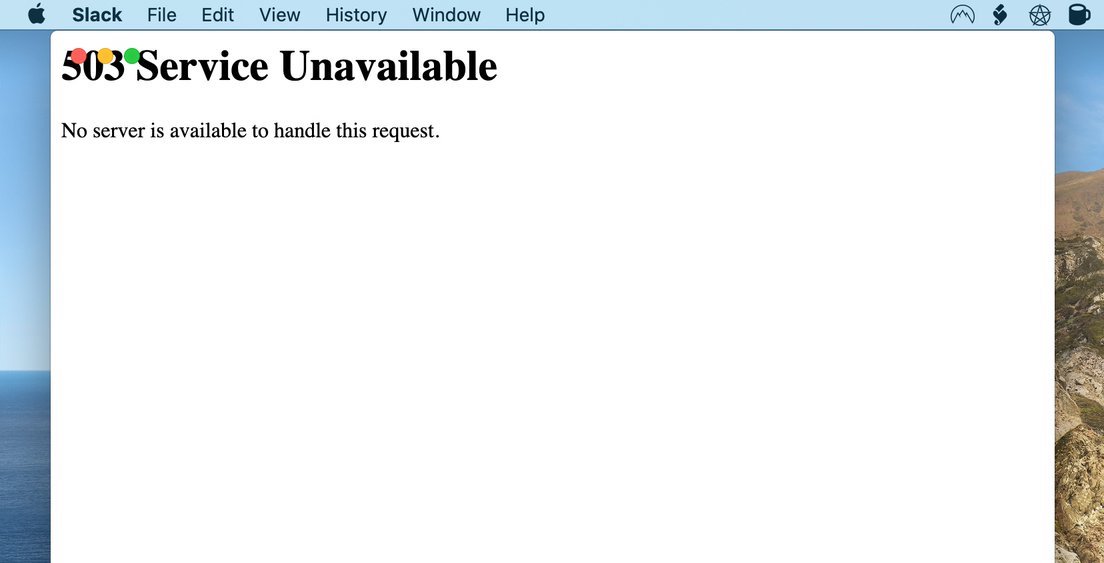 Slack File Edit View History Window Help
503 Service Unavailable
No server is available to handle this request.